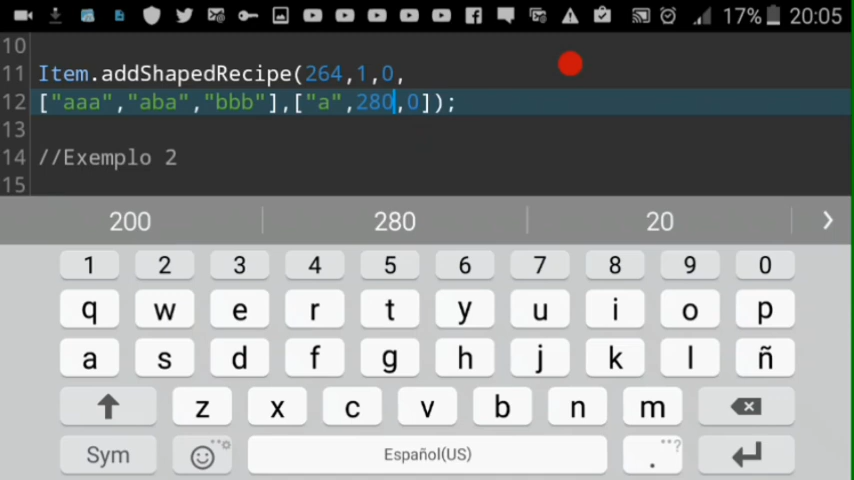 17% 20:05
10
11 Item.addShapedRecipe(264,1,0,
12 ["aaa","aba","bbb"],["a",280,0]);
13
14 //Exemplo 2
15
200 280 20
1 2 3 4 5 6 7 8 9 0
q w e r t y u i o p
a s d f g h j k l ñ
z x c v b n m
Sym Español(US) . ...?